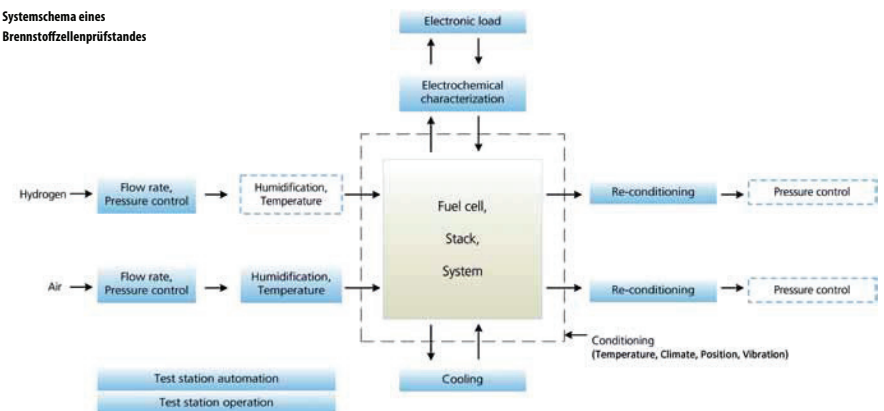 Systemschema eines
Brennstoffzellenprüfstandes
Electronic load
Electrochemical
characterization
Hydrogen
Flow rate,
Pressure control
Humidification,
Temperature
Fuel cell,
Stack,
System
Re-conditioning
Pressure control
Air
Flow rate,
Pressure control
Humidification,
Temperature
Re-conditioning
Pressure control
Conditioning
(Temperature, Climate, Position, Vibration)
Cooling
Test station automation
Test station operation